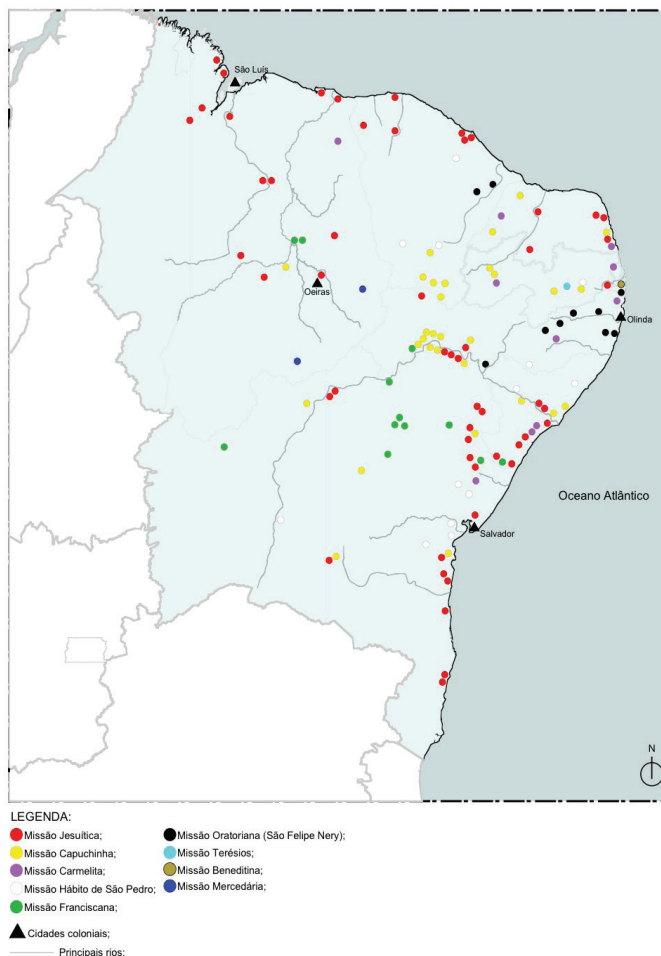 São Luís
Oeiras
Olinda
Oceano Atlântico
Salvador
N
LEGENDA:
Missão Jesuítica;
Missão Capuchinha;
Missão Carmelita;
Missão Hábito de São Pedro;
Missão Franciscana;
Cidades coloniais;
Principais rios;
Missão Oratoriana (São Felipe Nery);
Missão Terésios;
Missão Beneditina;
Missão Mercedária;